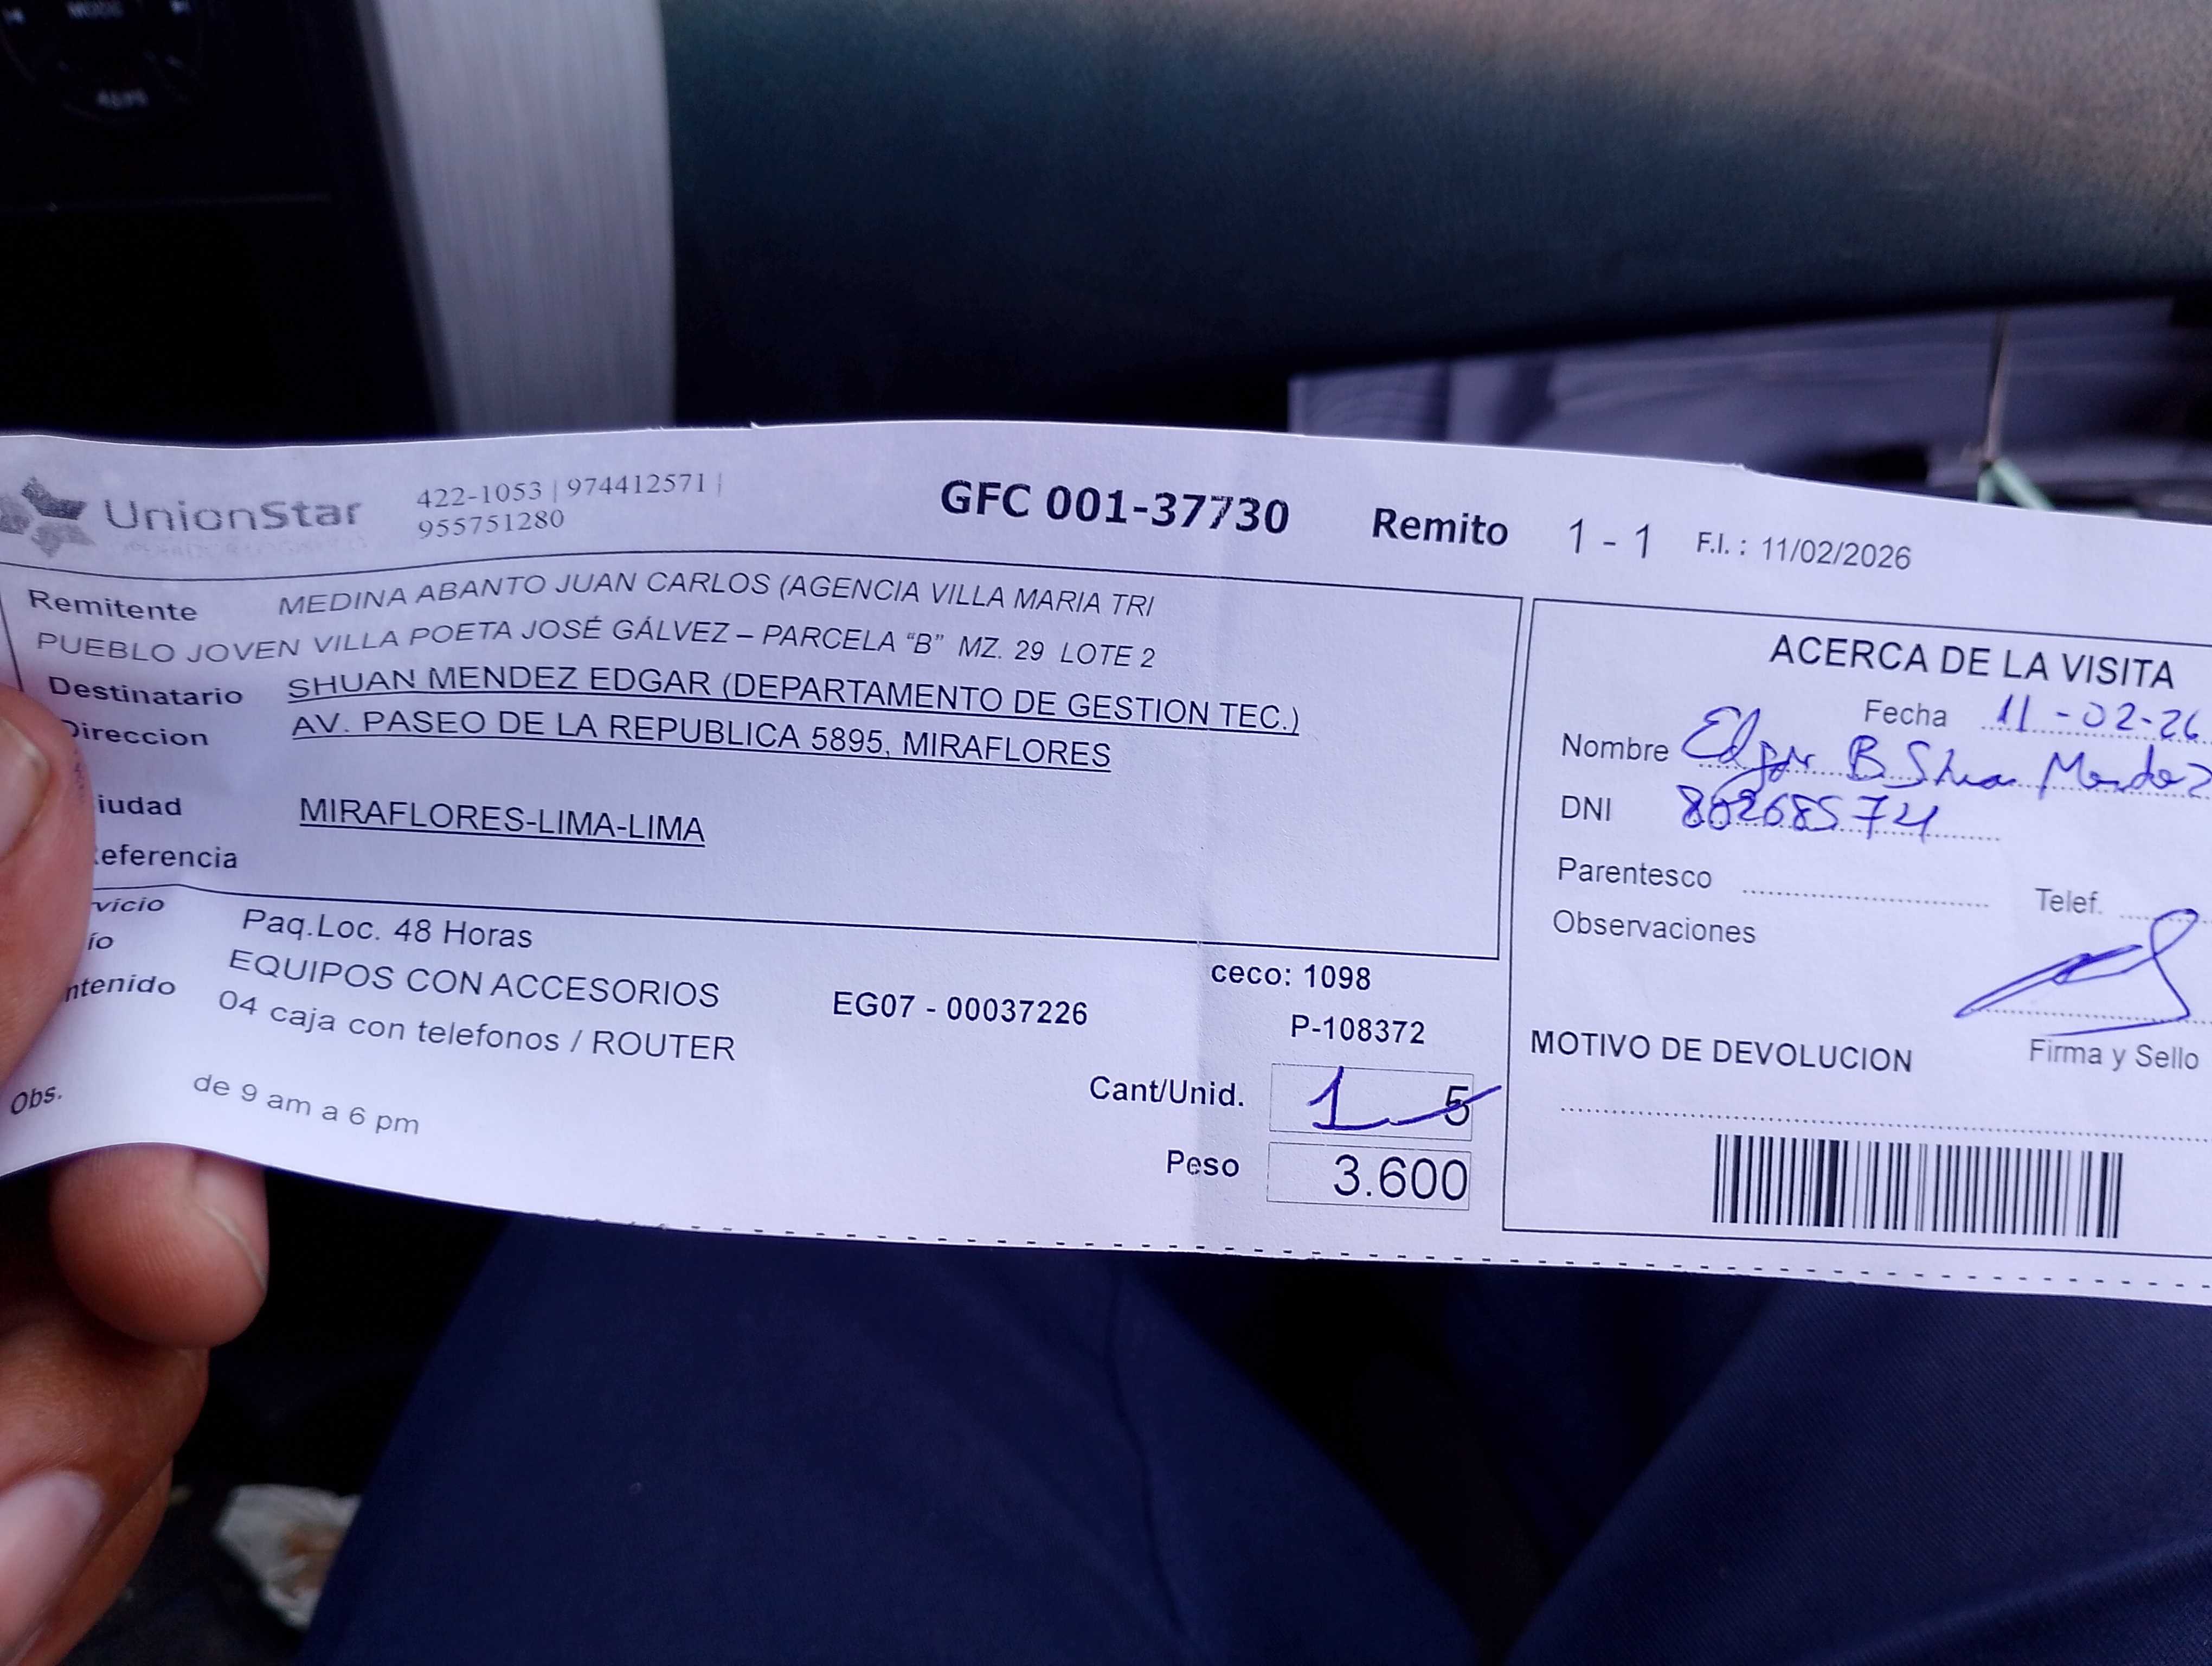 UnionStar
422-1053 | 974412571 |
955751280
GFC 001-37730 Remito 1 - 1 F.I. : 11/02/2026
Remitente MEDINA ABANTO JUAN CARLOS (AGENCIA VILLA MARIA TRI
PUEBLO JOVEN VILLA POETA JOSÉ GÁLVEZ – PARCELA “B” MZ. 29 LOTE 2
Destinatario SHUAN MENDEZ EDGAR (DEPARTAMENTO DE GESTION TEC.)
Direccion AV. PASEO DE LA REPUBLICA 5895, MIRAFLORES
iudad MIRAFLORES-LIMA-LIMA
eferencia
vicio Paq.Loc. 48 Horas
ío EQUIPOS CON ACCESORIOS
ntenido 04 caja con telefonos / ROUTER
EG07 - 00037226
ceco: 1098
P-108372
Obs. de 9 am a 6 pm
Cant/Unid. 1 5
Peso 3.600
ACERCA DE LA VISITA
Fecha 11-02-26
Nombre Edgar B Shuan Mendez
DNI 80268574
Parentesco Telef.
Observaciones
Firma y Sello
MOTIVO DE DEVOLUCION